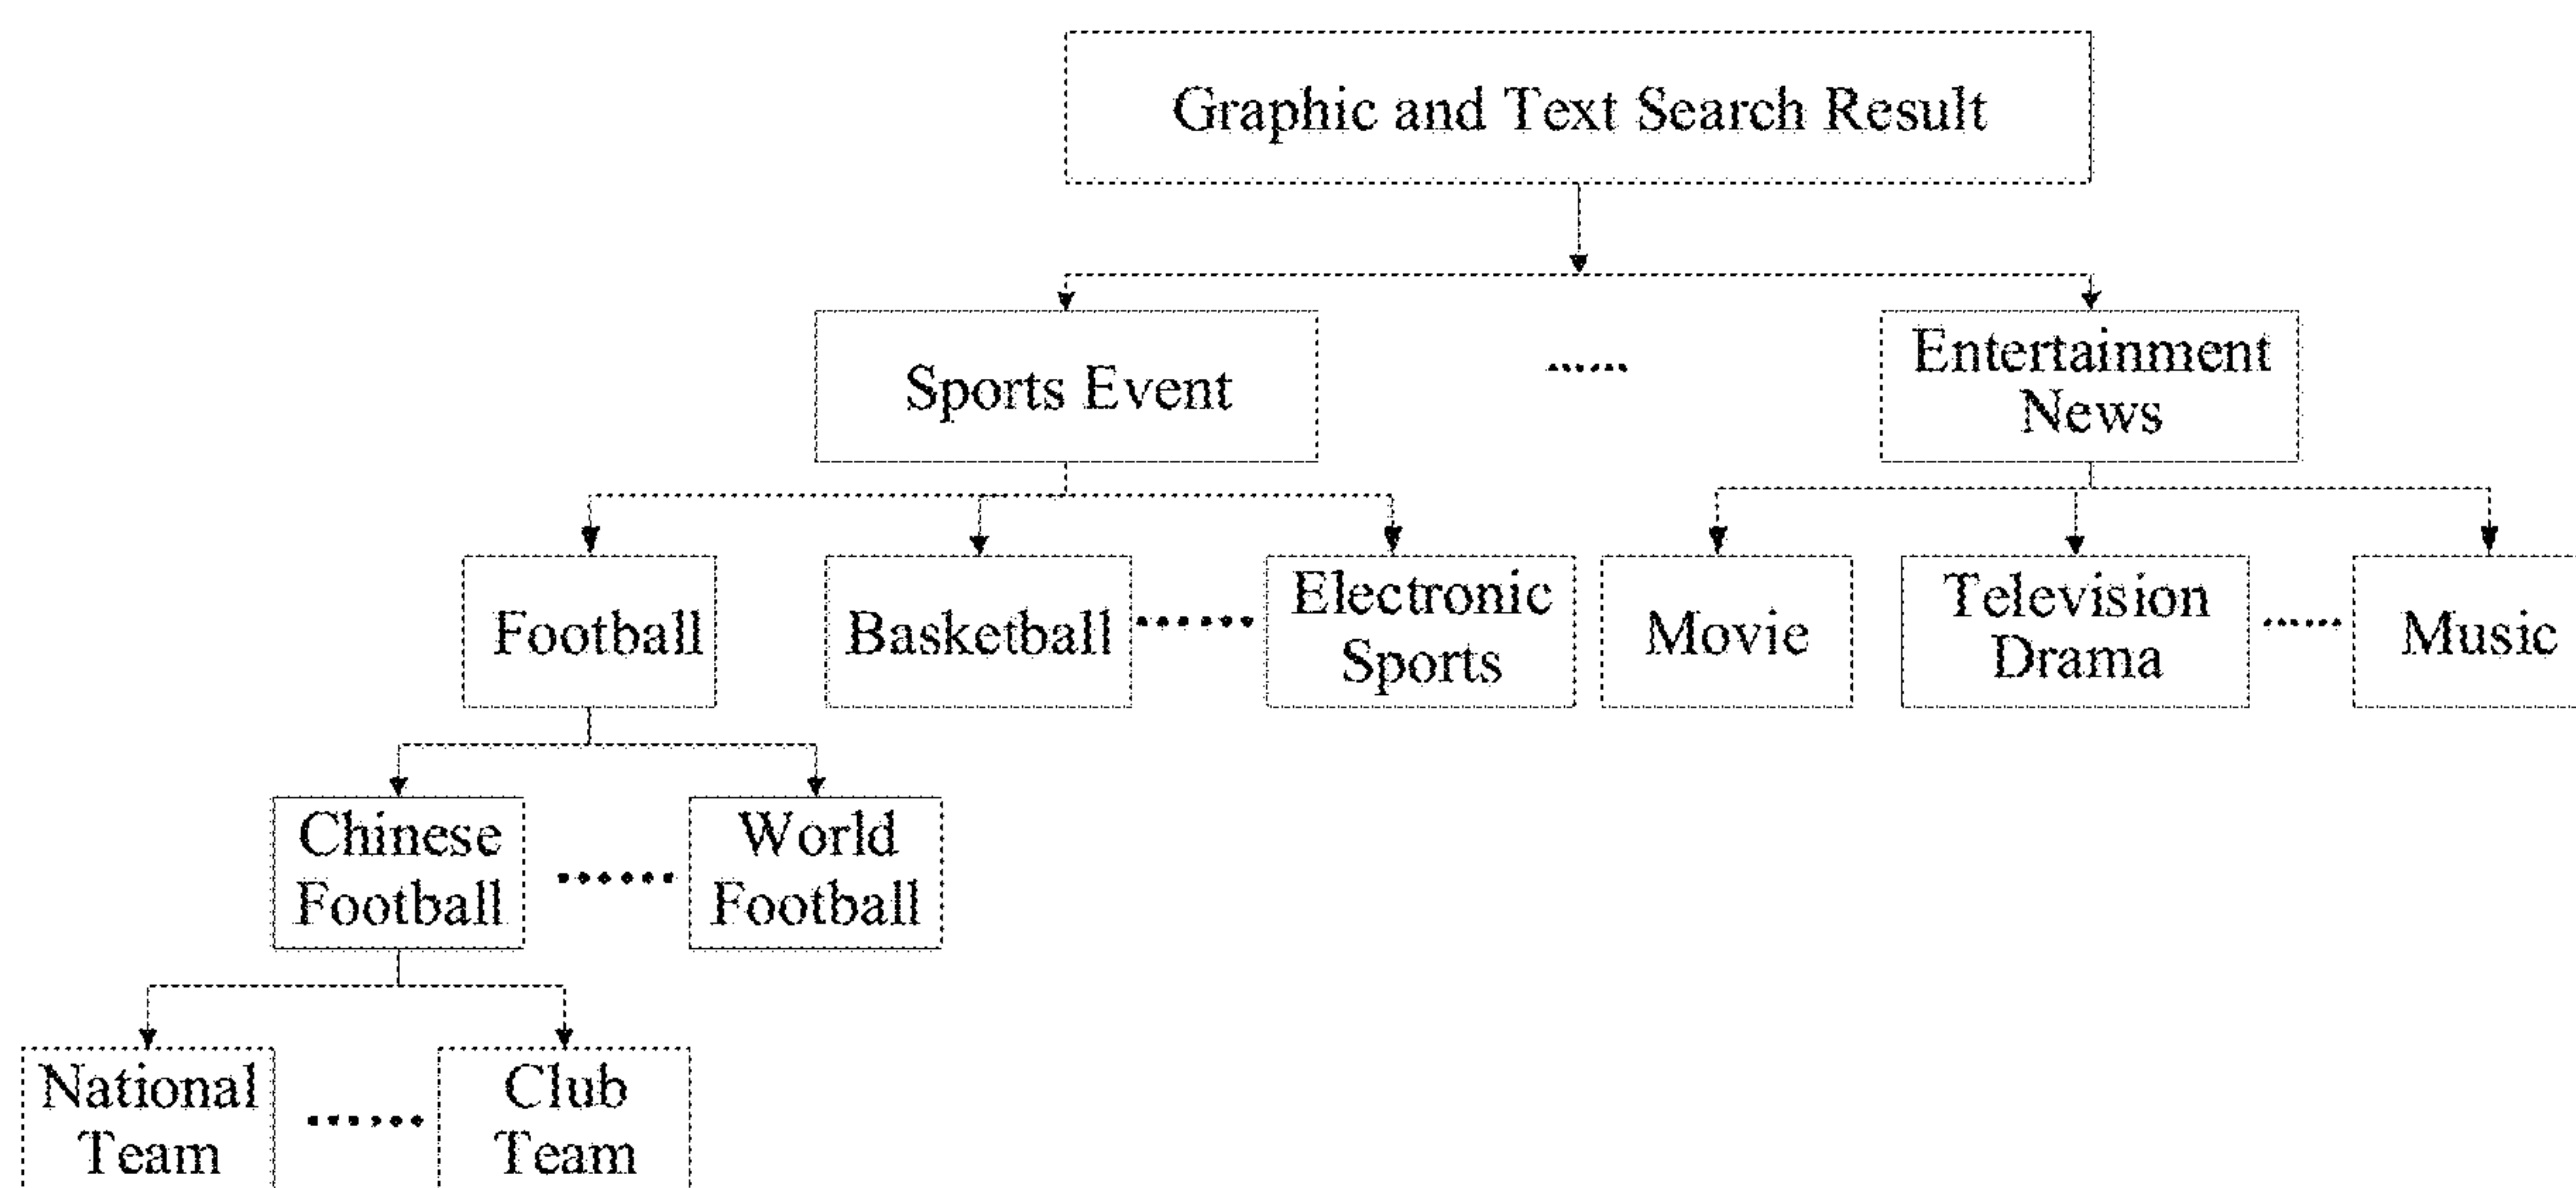 Graphic and Text Search Result
Sports Event
......
Entertainment
News
Football
Basketball
......
Electronic
Sports
Movie
Television
Drama
......
Music
Chinese
Football
......
World
Football
National
Team
......
Club
Team